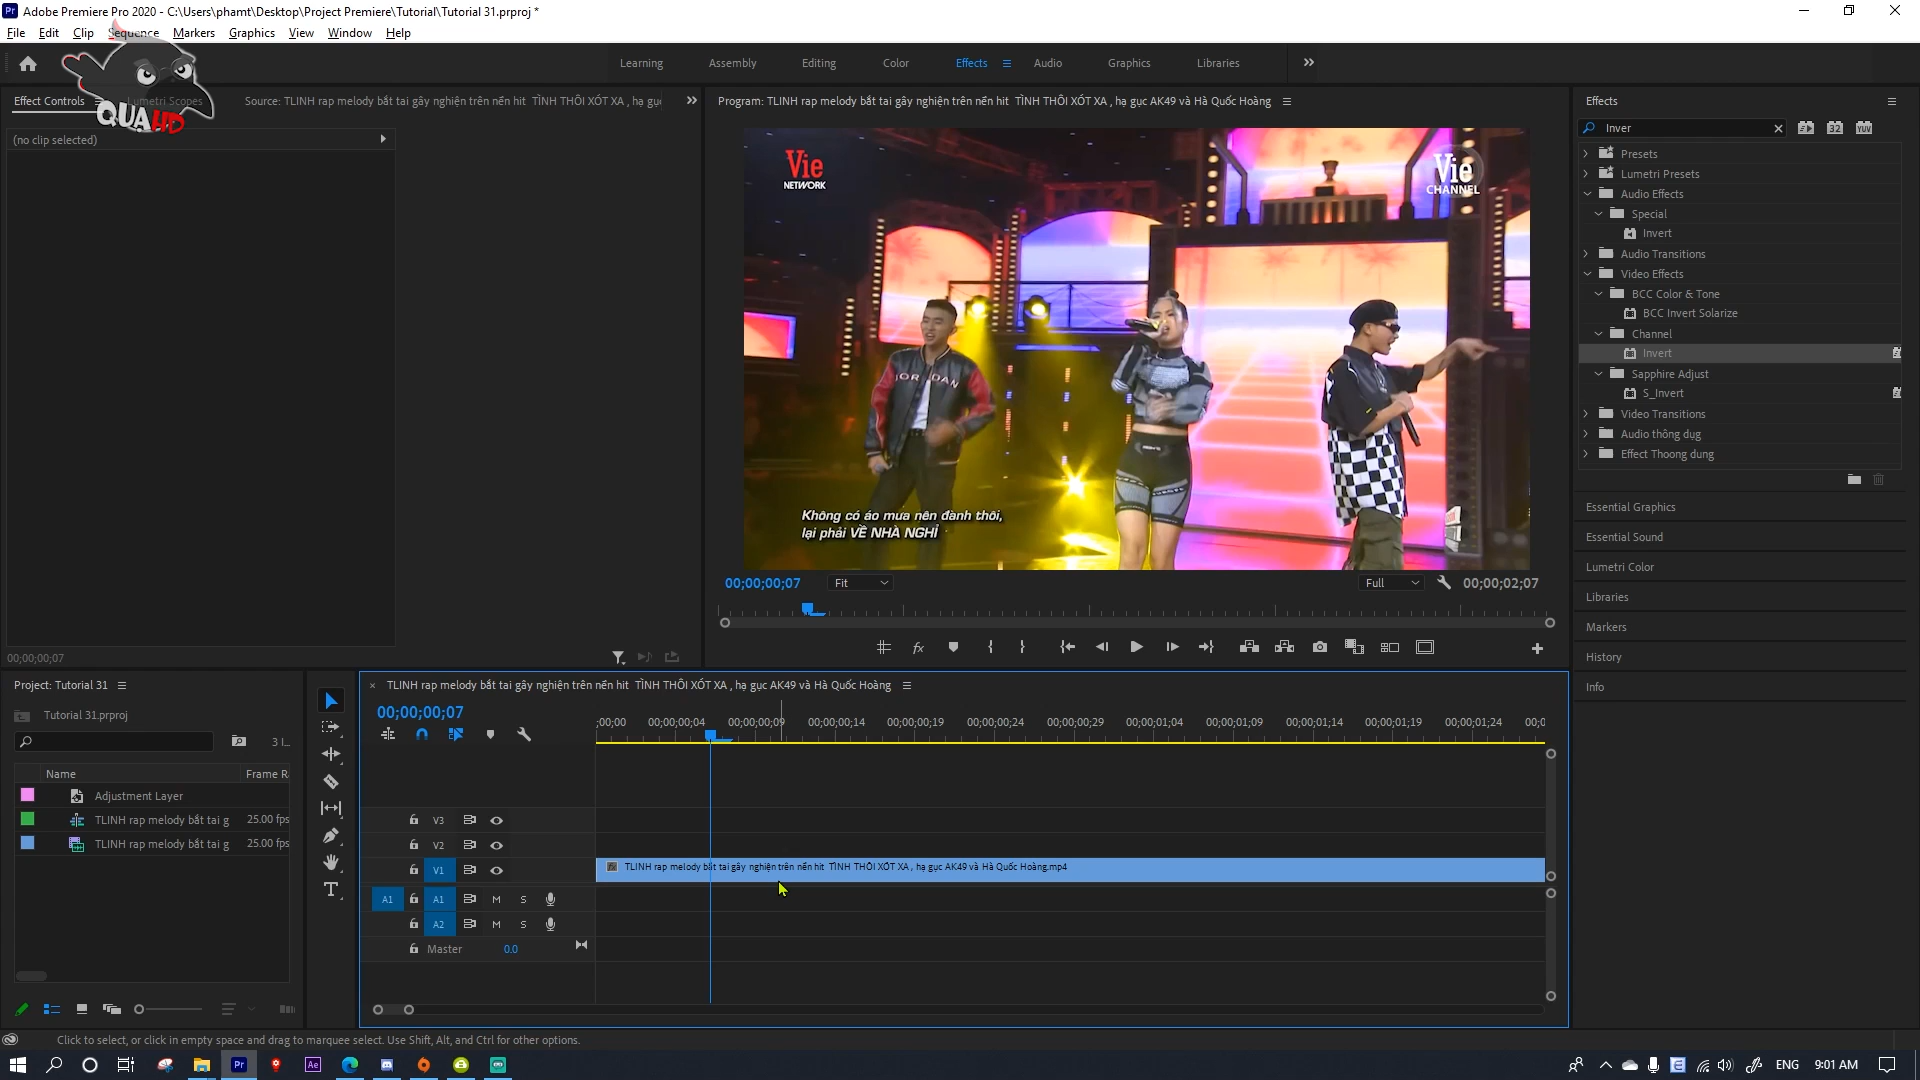 Adobe Premiere Pro 2020 - C:\Users\phamt\Desktop\Project Premiere\Tutorial\Tutorial 31.prproj *
File Edit Clip Sequence Markers Graphics View Window Help
Learning Assembly Editing Color Effects Audio Graphics Libraries
QUAHD
Effect Controls Lumetri Scopes Source: TLINH rap melody bắt tai gây nghiện trên nền hit TÌNH THÔI XÓT XA , hạ gục
(no clip selected)
00;00;00;07
Program: TLINH rap melody bắt tai gây nghiện trên nền hit TÌNH THÔI XÓT XA , hạ gục AK49 và Hà Quốc Hoàng
Vie
NETWORK
Vie
CHANNEL
JORDAN
Không có áo mưa nên đành thôi,
lại phải VỀ NHÀ NGHỈ
00;00;00;07 Fit Full 00;00;02;07
Effects
Inver
Presets
Lumetri Presets
Audio Effects
Special
Invert
Audio Transitions
Video Effects
BCC Color & Tone
BCC Invert Solarize
Channel
Invert
Sapphire Adjust
S_Invert
Video Transitions
Audio thông dụg
Effect Thoong dung
Essential Graphics
Essential Sound
Lumetri Color
Libraries
Markers
History
Info
Project: Tutorial 31
Tutorial 31.prproj
3 I...
Name Frame R
Adjustment Layer
TLINH rap melody bắt tai g 25.00 fps
TLINH rap melody bắt tai g 25.00 fps
TLINH rap melody bắt tai gây nghiện trên nền hit TÌNH THÔI XÓT XA , hạ gục AK49 và Hà Quốc Hoàng
00;00;00;07
;00;00 00;00;00;04 00;00;00;09 00;00;00;14 00;00;00;19 00;00;00;24 00;00;00;29 00;00;01;04 00;00;01;09 00;00;01;14 00;00;01;19 00;00;01;24 00;0
V3
V2
V1 TLINH rap melody bắt tai gây nghiện trên nền hit TÌNH THÔI XÓT XA , hạ gục AK49 và Hà Quốc Hoàng.mp4
A1 A1 M S
A2 M S
Master 0.0
Click to select, or click in empty space and drag to marquee select. Use Shift, Alt, and Ctrl for other options.
Pr Ae ENG 9:01 AM